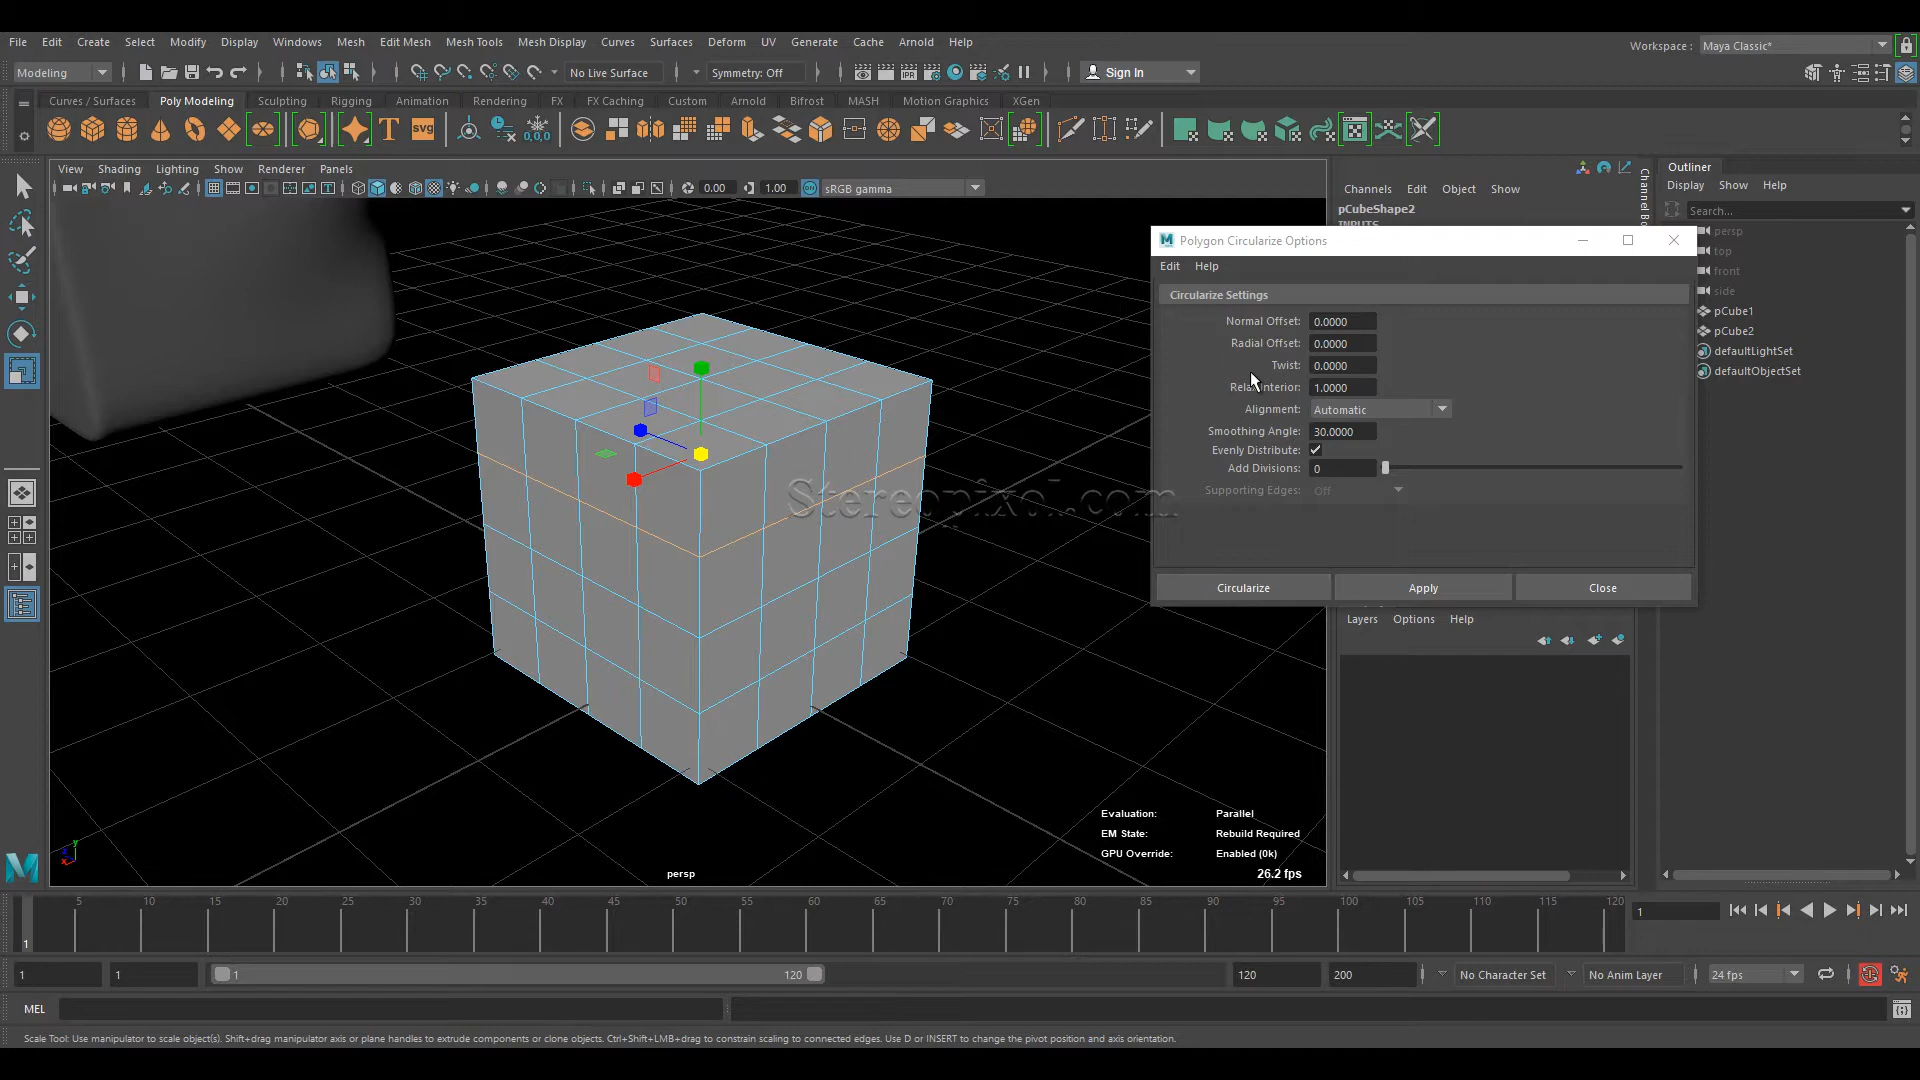 File Edit Create Select Modify Display Windows Mesh Edit Mesh Mesh Tools Mesh Display Curves Surfaces Deform UV Generate Cache Arnold Help
Workspace : Maya Classic*
Modeling No Live Surface Symmetry: Off Sign In
IPR
Curves / Surfaces Poly Modeling Sculpting Rigging Animation Rendering FX FX Caching Custom Arnold Bifrost MASH Motion Graphics XGen
T SVG 0,0,0
View Shading Lighting Show Renderer Panels
0.00 1.00 sRGB gamma
Channels Edit Object Show
pCubeShape2
INPUTS
Outliner
Display Show Help
Search...
persp
top
front
side
pCube1
pCube2
defaultLightSet
defaultObjectSet
Polygon Circularize Options
Edit Help
Circularize Settings
Normal Offset: 0.0000
Radial Offset: 0.0000
Twist: 0.0000
Interior: 1.0000
Alignment: Automatic
Smoothing Angle: 30.0000
Evenly Distribute:
Add Divisions: 0
Supporting Edges: Off
Circularize Apply Close
Stereopixol.com
Layers Options Help
Evaluation: Parallel
EM State: Rebuild Required
GPU Override: Enabled (0k)
26.2 fps
persp
y
z
x
5 10 15 20 25 30 35 40 45 50 55 60 65 70 75 80 85 90 95 100 105 110 115 120
1
1
1 1 1 120 120 200 No Character Set No Anim Layer 24 fps
MEL
Scale Tool: Use manipulator to scale object(s). Shift+drag manipulator axis or plane handles to extrude components or clone objects. Ctrl+Shift+LMB+drag to constrain scaling to connected edges. Use D or INSERT to change the pivot position and axis orientation.